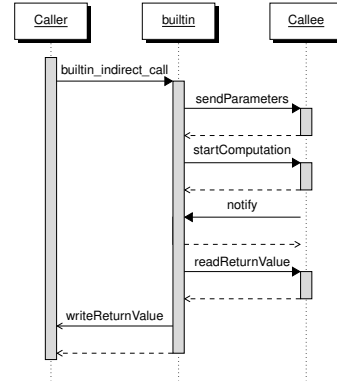 Caller builtin Callee
builtin_indirect_call
sendParameters
startComputation
notify
readReturnValue
writeReturnValue